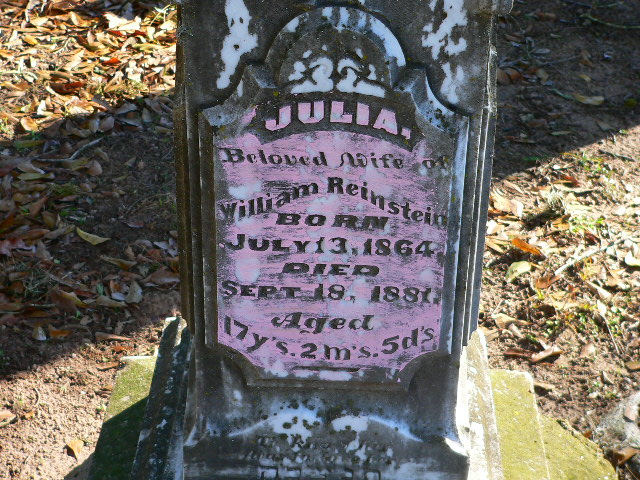 JULIA.
Beloved Wife of
William Reinstein
BORN
JULY 13, 1864.
DIED
SEPT. 18, 1881.
Aged
17y's. 2m's. 5d's.